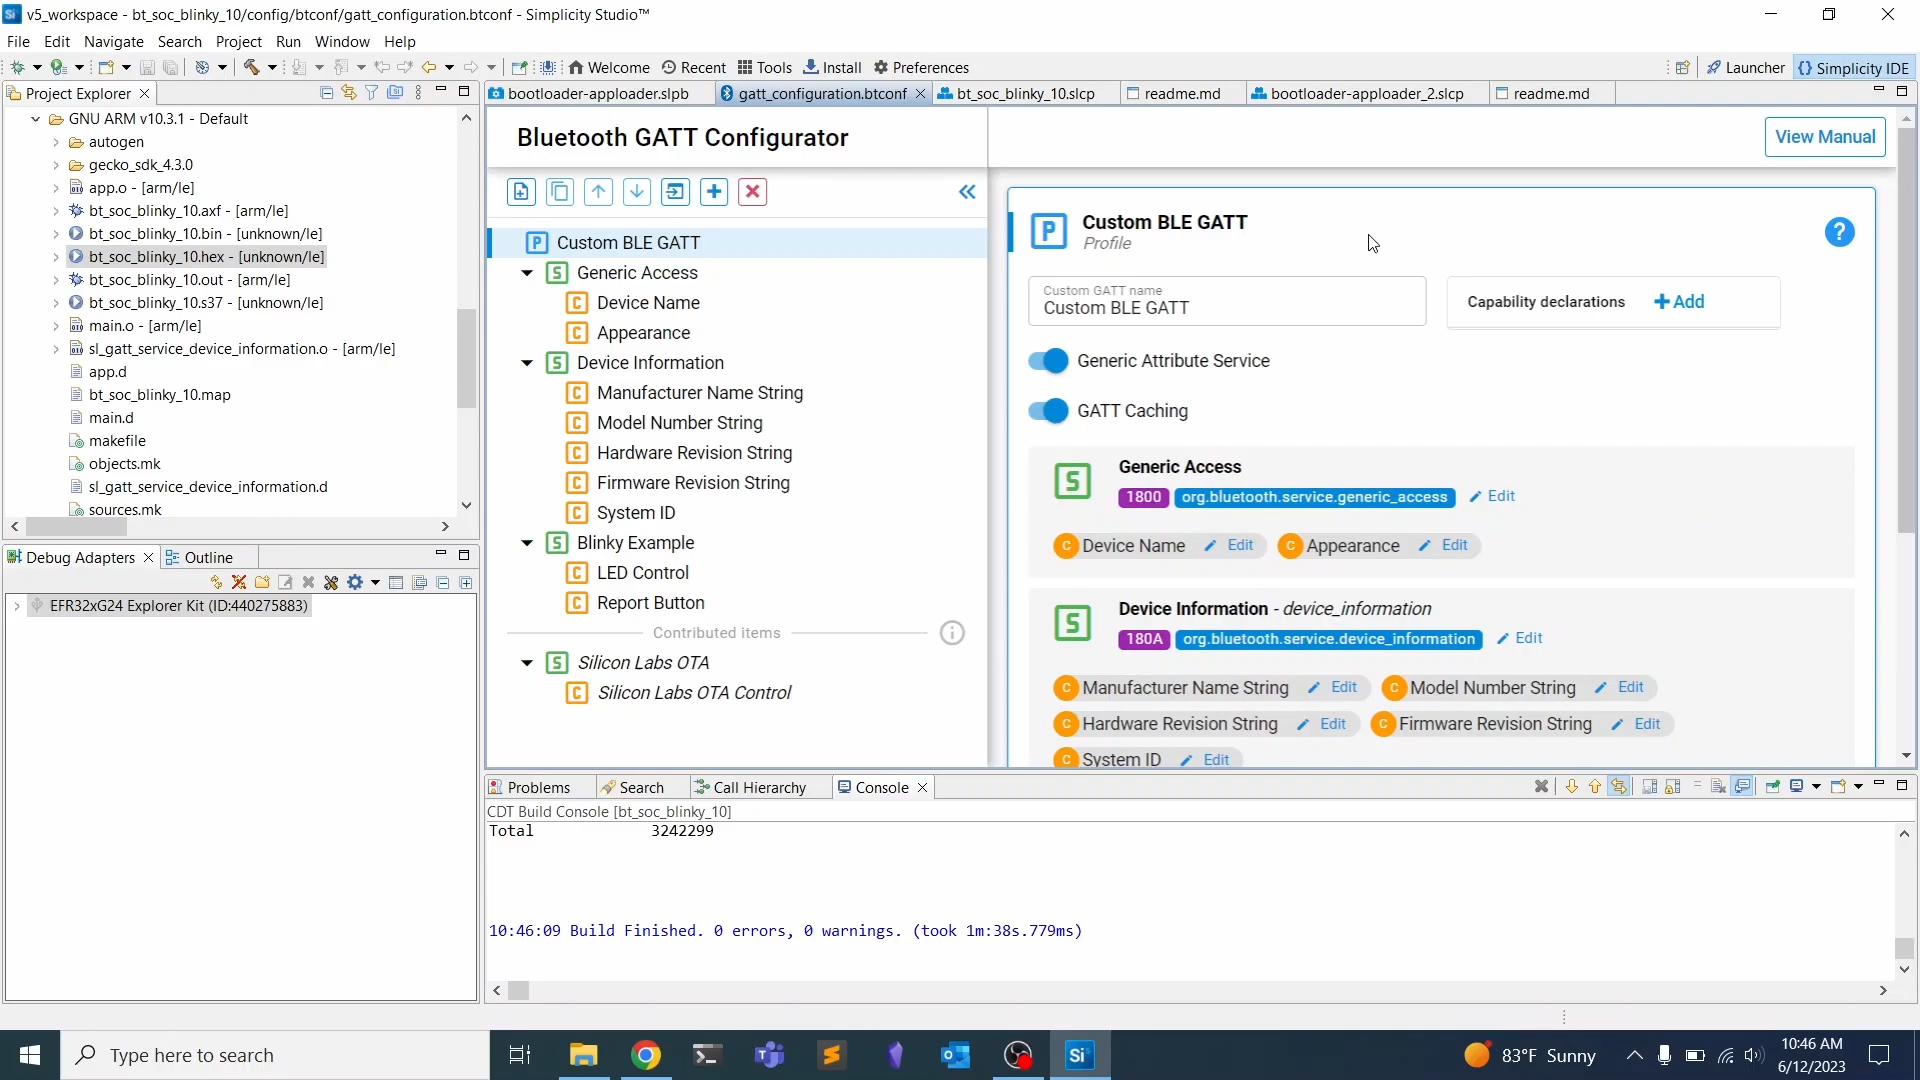 v5_workspace - bt_soc_blinky_10/config/btconf/gatt_configuration.btconf - Simplicity Studio™
File Edit Navigate Search Project Run Window Help
Welcome Recent Tools Install Preferences Launcher {} Simplicity IDE
Project Explorer
GNU ARM v10.3.1 - Default
autogen
gecko_sdk_4.3.0
app.o - [arm/le]
bt_soc_blinky_10.axf - [arm/le]
bt_soc_blinky_10.bin - [unknown/le]
bt_soc_blinky_10.hex - [unknown/le]
bt_soc_blinky_10.out - [arm/le]
bt_soc_blinky_10.s37 - [unknown/le]
main.o - [arm/le]
sl_gatt_service_device_information.o - [arm/le]
app.d
bt_soc_blinky_10.map
main.d
makefile
objects.mk
sl_gatt_service_device_information.d
sources.mk
Debug Adapters Outline
EFR32xG24 Explorer Kit (ID:440275883)
bootloader-apploader.slpb gatt_configuration.btconf bt_soc_blinky_10.slcp readme.md bootloader-apploader_2.slcp readme.md
Bluetooth GATT Configurator
View Manual
P Custom BLE GATT
S Generic Access
C Device Name
C Appearance
S Device Information
C Manufacturer Name String
C Model Number String
C Hardware Revision String
C Firmware Revision String
C System ID
S Blinky Example
C LED Control
C Report Button
Contributed items
S Silicon Labs OTA
C Silicon Labs OTA Control
P Custom BLE GATT
Profile
?
Custom GATT name
Custom BLE GATT
Capability declarations Add
Generic Attribute Service
GATT Caching
S Generic Access
1800 org.bluetooth.service.generic_access Edit
C Device Name Edit C Appearance Edit
S Device Information - device_information
180A org.bluetooth.service.device_information Edit
C Manufacturer Name String Edit C Model Number String Edit
C Hardware Revision String Edit C Firmware Revision String Edit
C System ID Edit
Problems Search Call Hierarchy Console
CDT Build Console [bt_soc_blinky_10]
Total 3242299
10:46:09 Build Finished. 0 errors, 0 warnings. (took 1m:38s.779ms)
Type here to search
Si
83°F Sunny
10:46 AM
6/12/2023